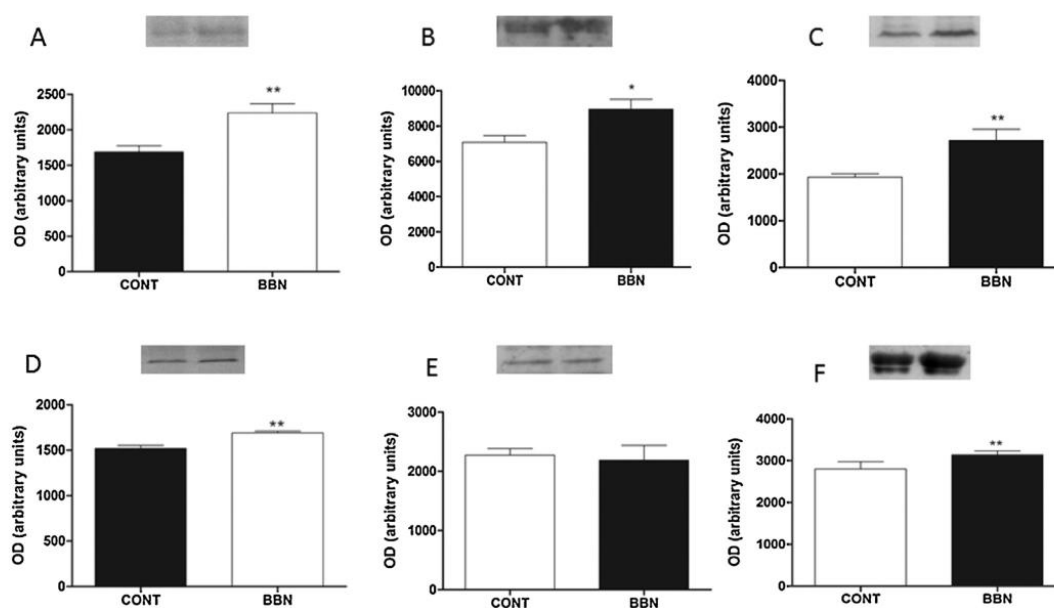 A
OD (arbitrary units)
2500
2000
1500
1000
500
0
**
CONT BBN
B
OD (arbitrary units)
10000
8000
6000
4000
2000
0
*
CONT BBN
C
OD (arbitrary units)
4000
3000
2000
1000
0
**
CONT BBN
D
OD (arbitrary units)
2000
1500
1000
500
0
**
CONT BBN
E
OD (arbitrary units)
3000
2000
1000
0
CONT BBN
F
OD (arbitrary units)
4000
3000
2000
1000
0
**
CONT BBN